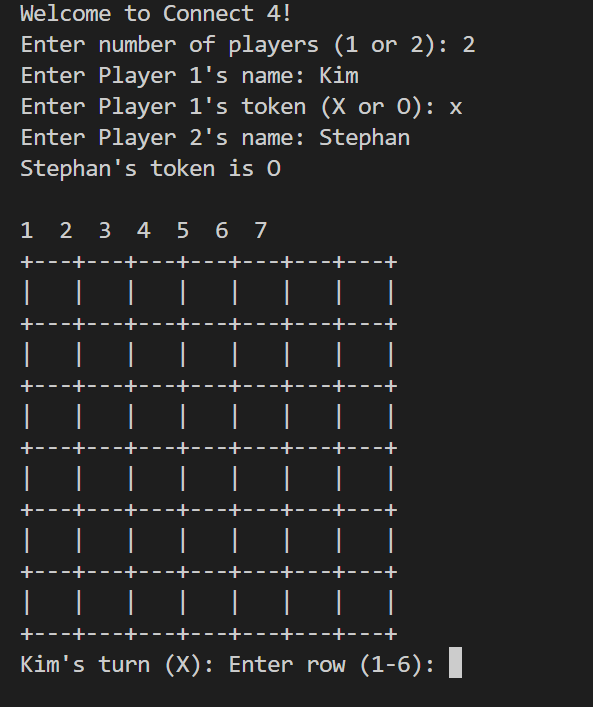 Welcome to Connect 4!
Enter number of players (1 or 2): 2
Enter Player 1's name: Kim
Enter Player 1's token (X or O): x
Enter Player 2's name: Stephan
Stephan's token is O

1  2  3  4  5  6  7
+---+---+---+---+---+---+---+
|   |   |   |   |   |   |   |
+---+---+---+---+---+---+---+
|   |   |   |   |   |   |   |
+---+---+---+---+---+---+---+
|   |   |   |   |   |   |   |
+---+---+---+---+---+---+---+
|   |   |   |   |   |   |   |
+---+---+---+---+---+---+---+
|   |   |   |   |   |   |   |
+---+---+---+---+---+---+---+
|   |   |   |   |   |   |   |
+---+---+---+---+---+---+---+
Kim's turn (X): Enter row (1-6):